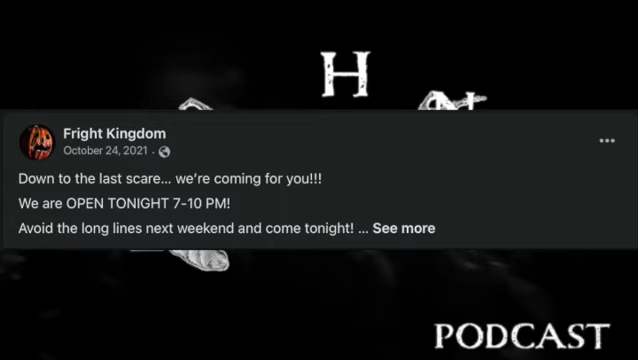 H
N
Fright Kingdom
October 24, 2021 ·
Down to the last scare... we're coming for you!!!
We are OPEN TONIGHT 7-10 PM!
Avoid the long lines next weekend and come tonight! ... See more
PODCAST